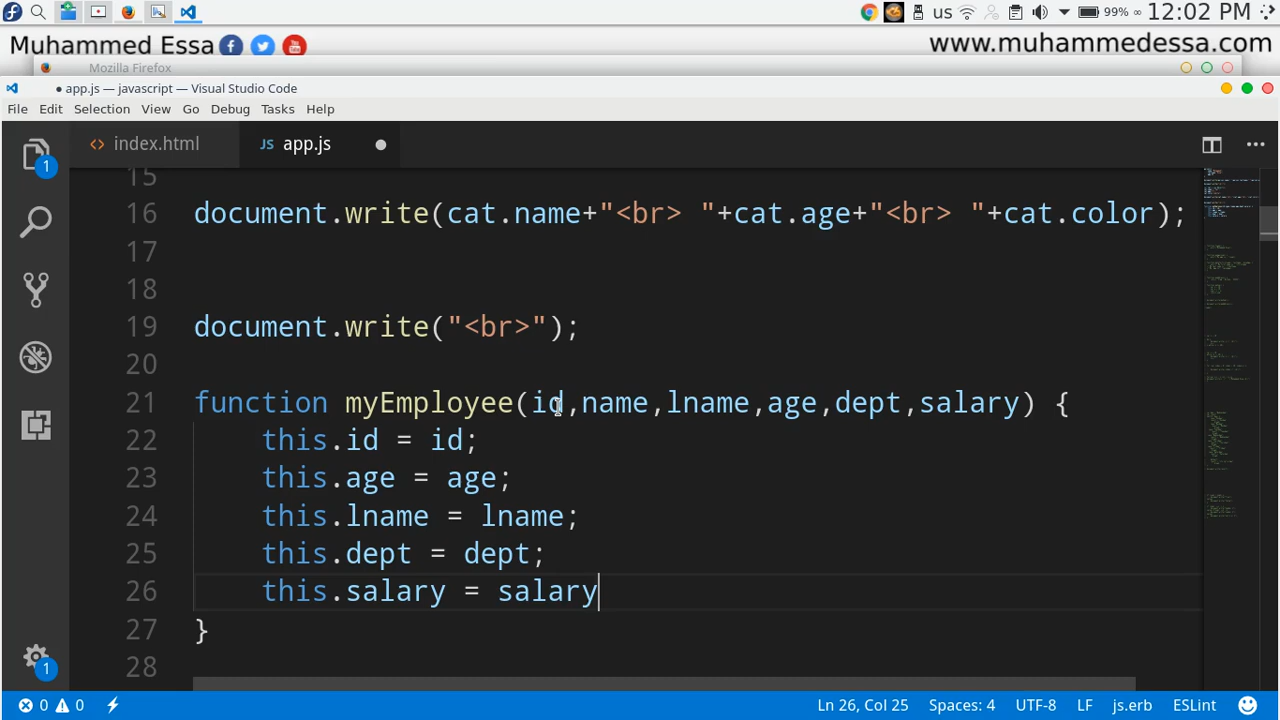 us 99% 12:02 PM
Muhammed Essa www.muhammedessa.com
Mozilla Firefox
● app.js — javascript — Visual Studio Code
File Edit Selection View Go Debug Tasks Help
1 <> index.html JS app.js ● ...
15
16 document.write(cat.name+"<br> "+cat.age+"<br> "+cat.color);
17
18
19 document.write("<br>");
20
21 function myEmployee(id,name,lname,age,dept,salary) {
22 this.id = id;
23 this.age = age;
24 this.lname = lname;
25 this.dept = dept;
26 this.salary = salary
27 }
28
1
0 0 Ln 26, Col 25 Spaces: 4 UTF-8 LF js.erb ESLint